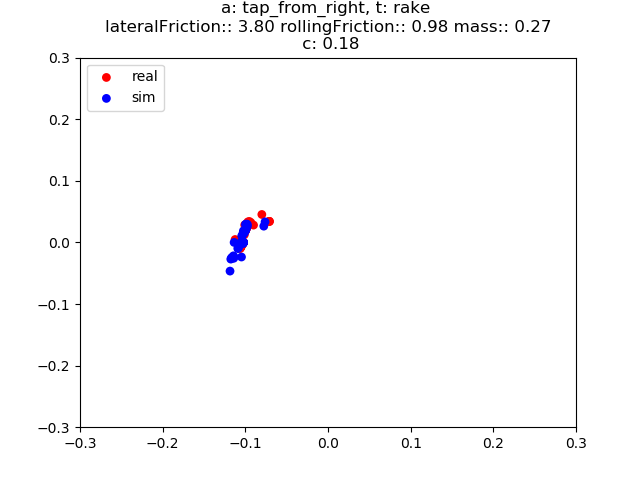 a: tap_from_right, t: rake
lateralFriction:: 3.80 rollingFriction:: 0.98 mass:: 0.27
c: 0.18
real
sim
0.3
0.2
0.1
0.0
−0.1
−0.2
−0.3
−0.3
−0.2
−0.1
0.0
0.1
0.2
0.3